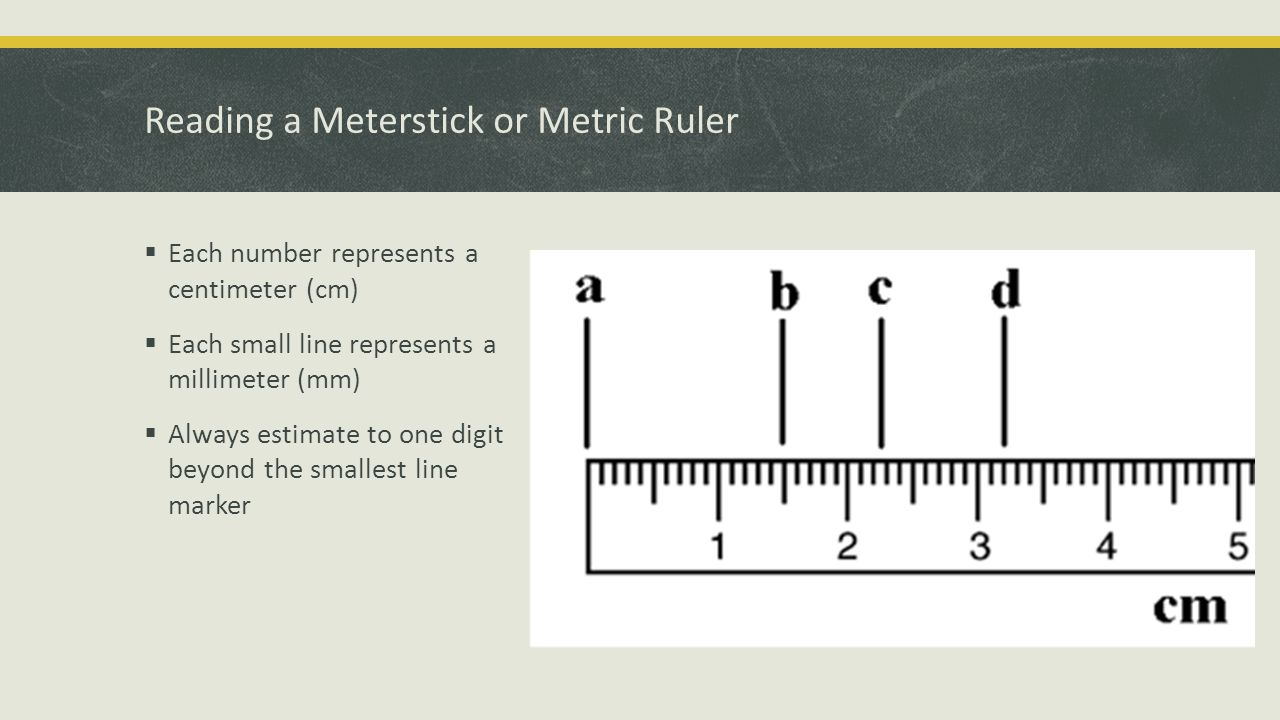 Reading a Meterstick or Metric Ruler
▪ Each number represents a
centimeter (cm)
▪ Each small line represents a
millimeter (mm)
▪ Always estimate to one digit
beyond the smallest line
marker
a b c d
1 2 3 4 5
cm